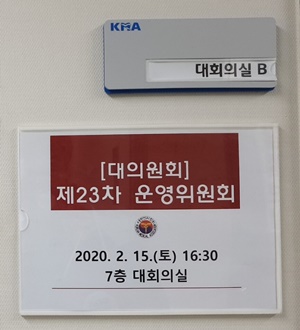 KMA
대회의실 B
[대의원회]
제23차 운영위원회
2020. 2. 15.(토) 16:30
7층 대회의실